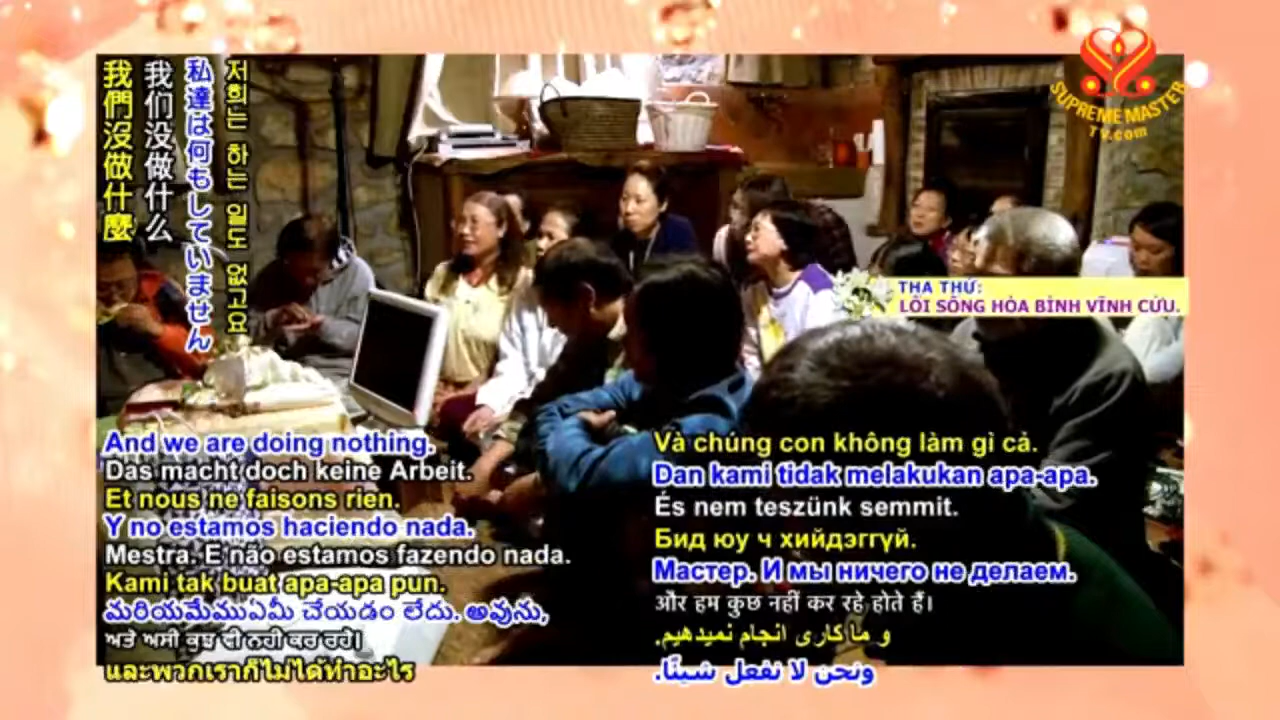 我們沒做什麼
我们没做什么
私達は何もしていません
저희는 하는 일도 없고요
SUPREME MASTER
TV.com
THA THỨ:
LỐI SỐNG HÒA BÌNH VĨNH CỬU.
And we are doing nothing.
Das macht doch keine Arbeit.
Et nous ne faisons rien.
Y no estamos haciendo nada.
Mestra. E não estamos fazendo nada.
Kami tak buat apa-apa pun.
మరియుమేముఏమీ చేయడం లేదు. అవును,
ਅਤੇ ਅਸੀ ਕੁਝ ਵੀ ਨਹੀ ਕਰ ਰਹੇ।
และพวกเราก็ไม่ได้ทำอะไร
Và chúng con không làm gì cả.
Dan kami tidak melakukan apa-apa.
És nem teszünk semmit.
Бид юу ч хийдэггүй.
Мастер. И мы ничего не делаем.
और हम कुछ नहीं कर रहे होते हैं।
و ما کاری انجام نمیدهیم.
ونحن لا نفعل شيئًا.